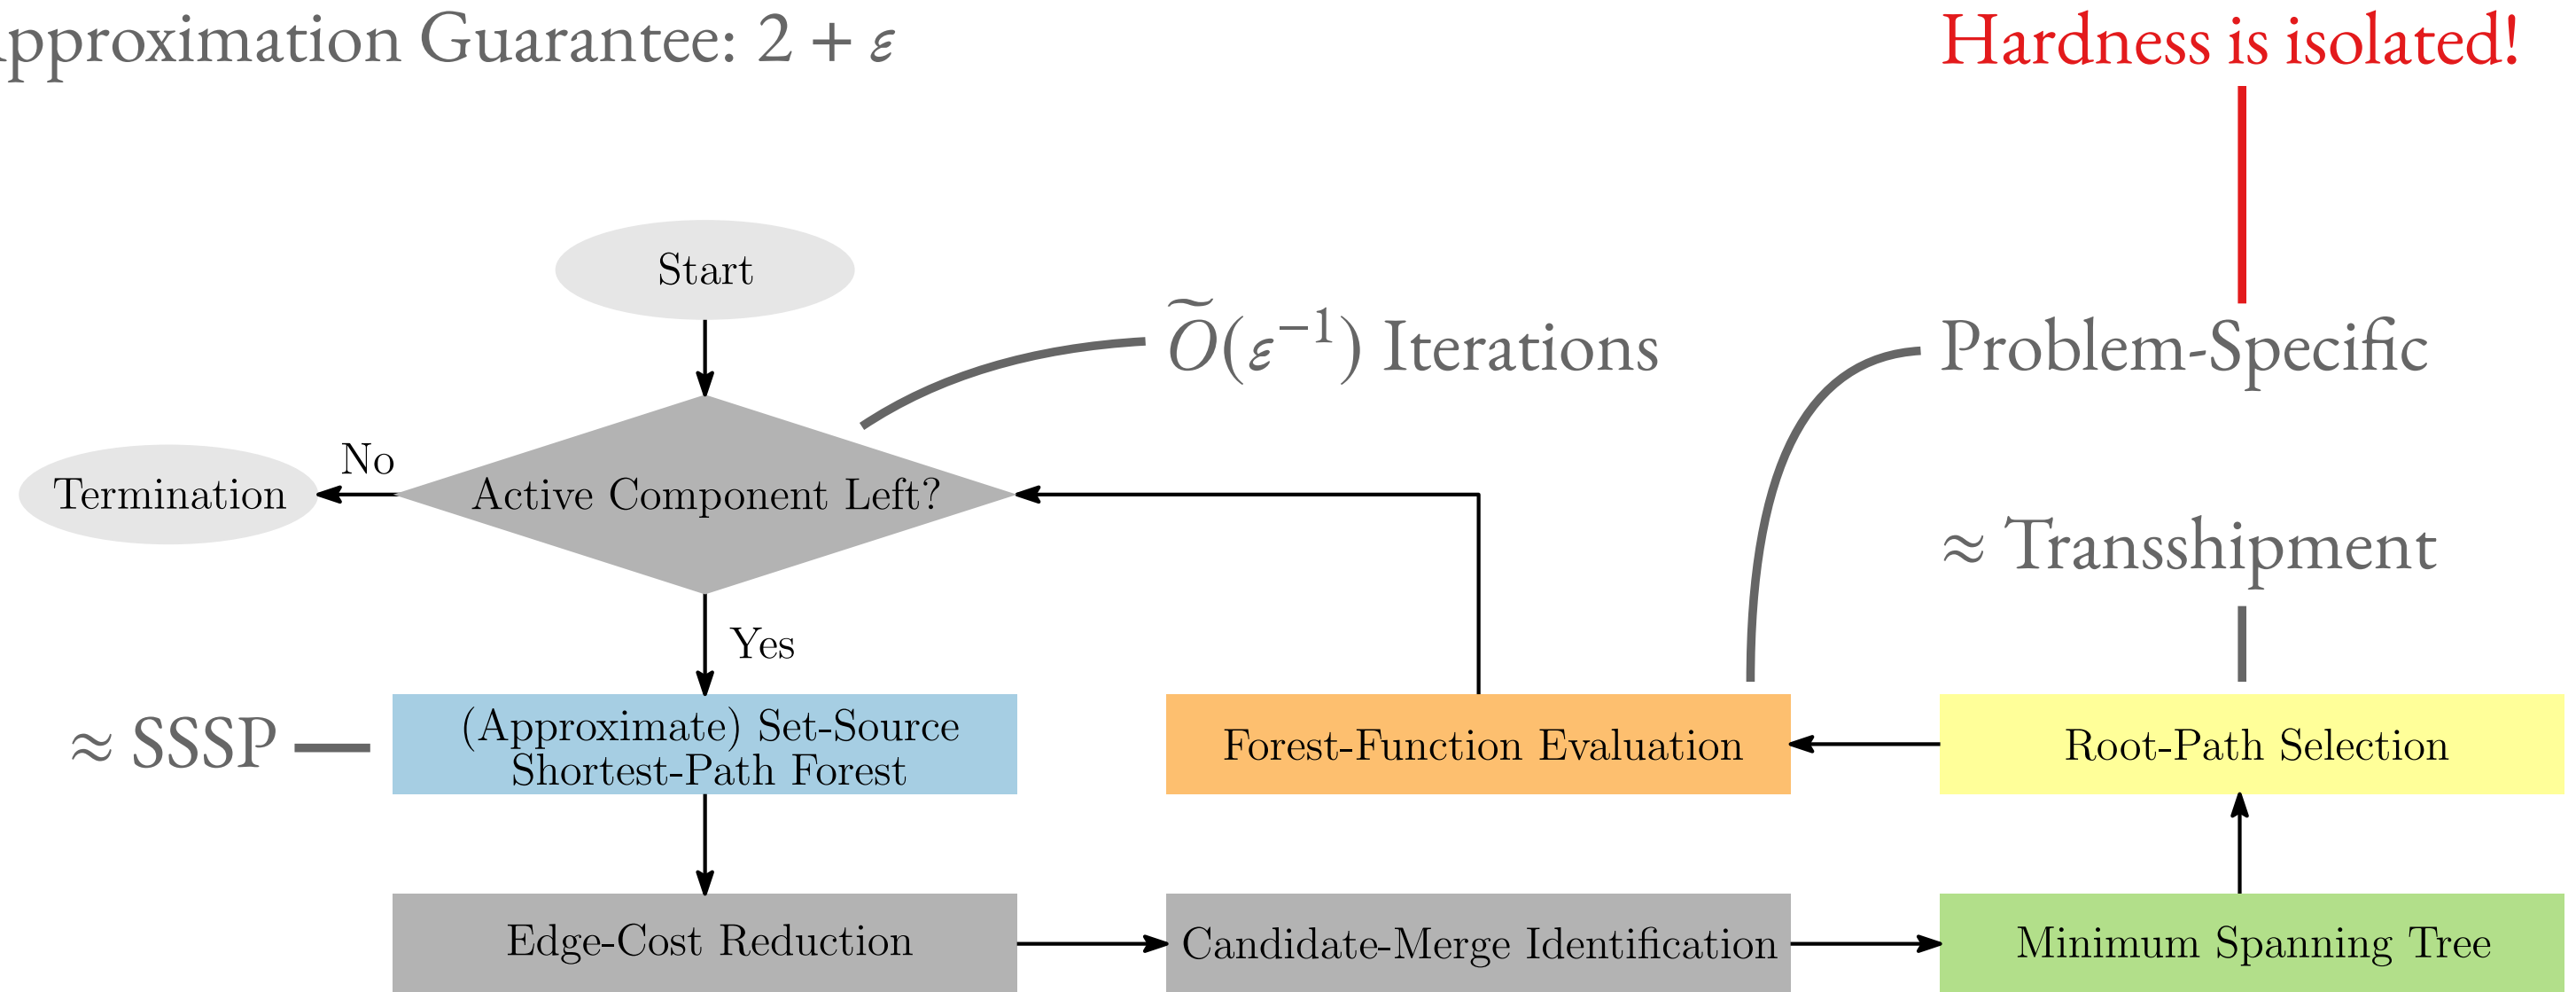 pproximation Guarantee: 2 + ε
Hardness is isolated!
Start
Õ(ε⁻¹) Iterations
Problem-Specific
No
Termination
Active Component Left?
≈ Transshipment
Yes
≈ SSSP
(Approximate) Set-Source
Shortest-Path Forest
Forest-Function Evaluation
Root-Path Selection
Edge-Cost Reduction
Candidate-Merge Identification
Minimum Spanning Tree